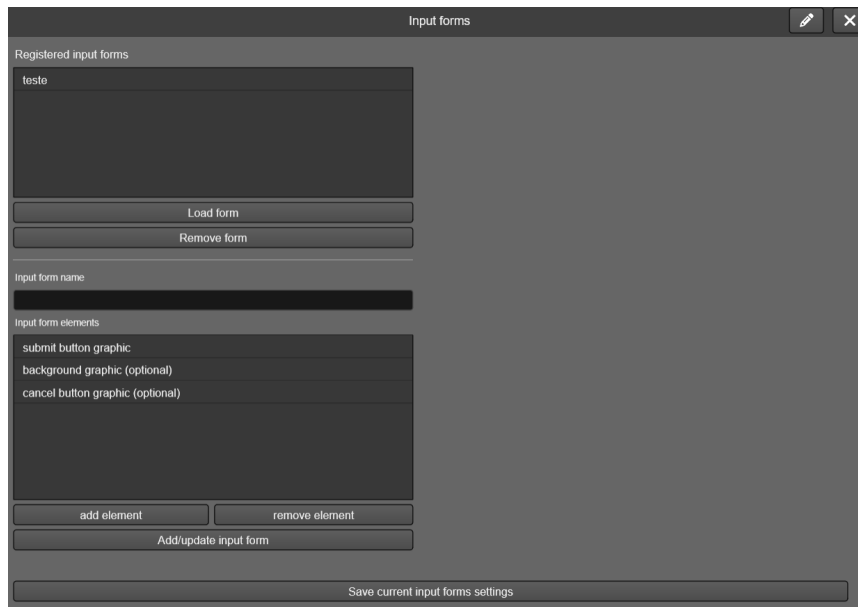 Input forms
Registered input forms
teste
Load form
Remove form
Input form name
Input form elements
submit button graphic
background graphic (optional)
cancel button graphic (optional)
add element remove element
Add/update input form
Save current input forms settings